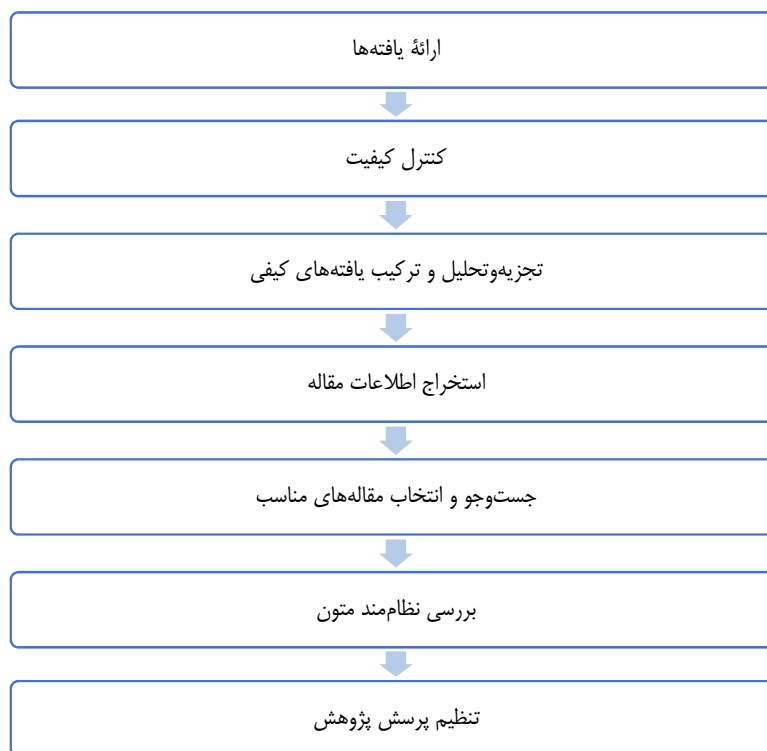 ارائهٔ یافته‌ها
کنترل کیفیت
تجزیه‌وتحلیل و ترکیب یافته‌های کیفی
استخراج اطلاعات مقاله
جست‌وجو و انتخاب مقاله‌های مناسب
بررسی نظام‌مند متون
تنظیم پرسش پژوهش